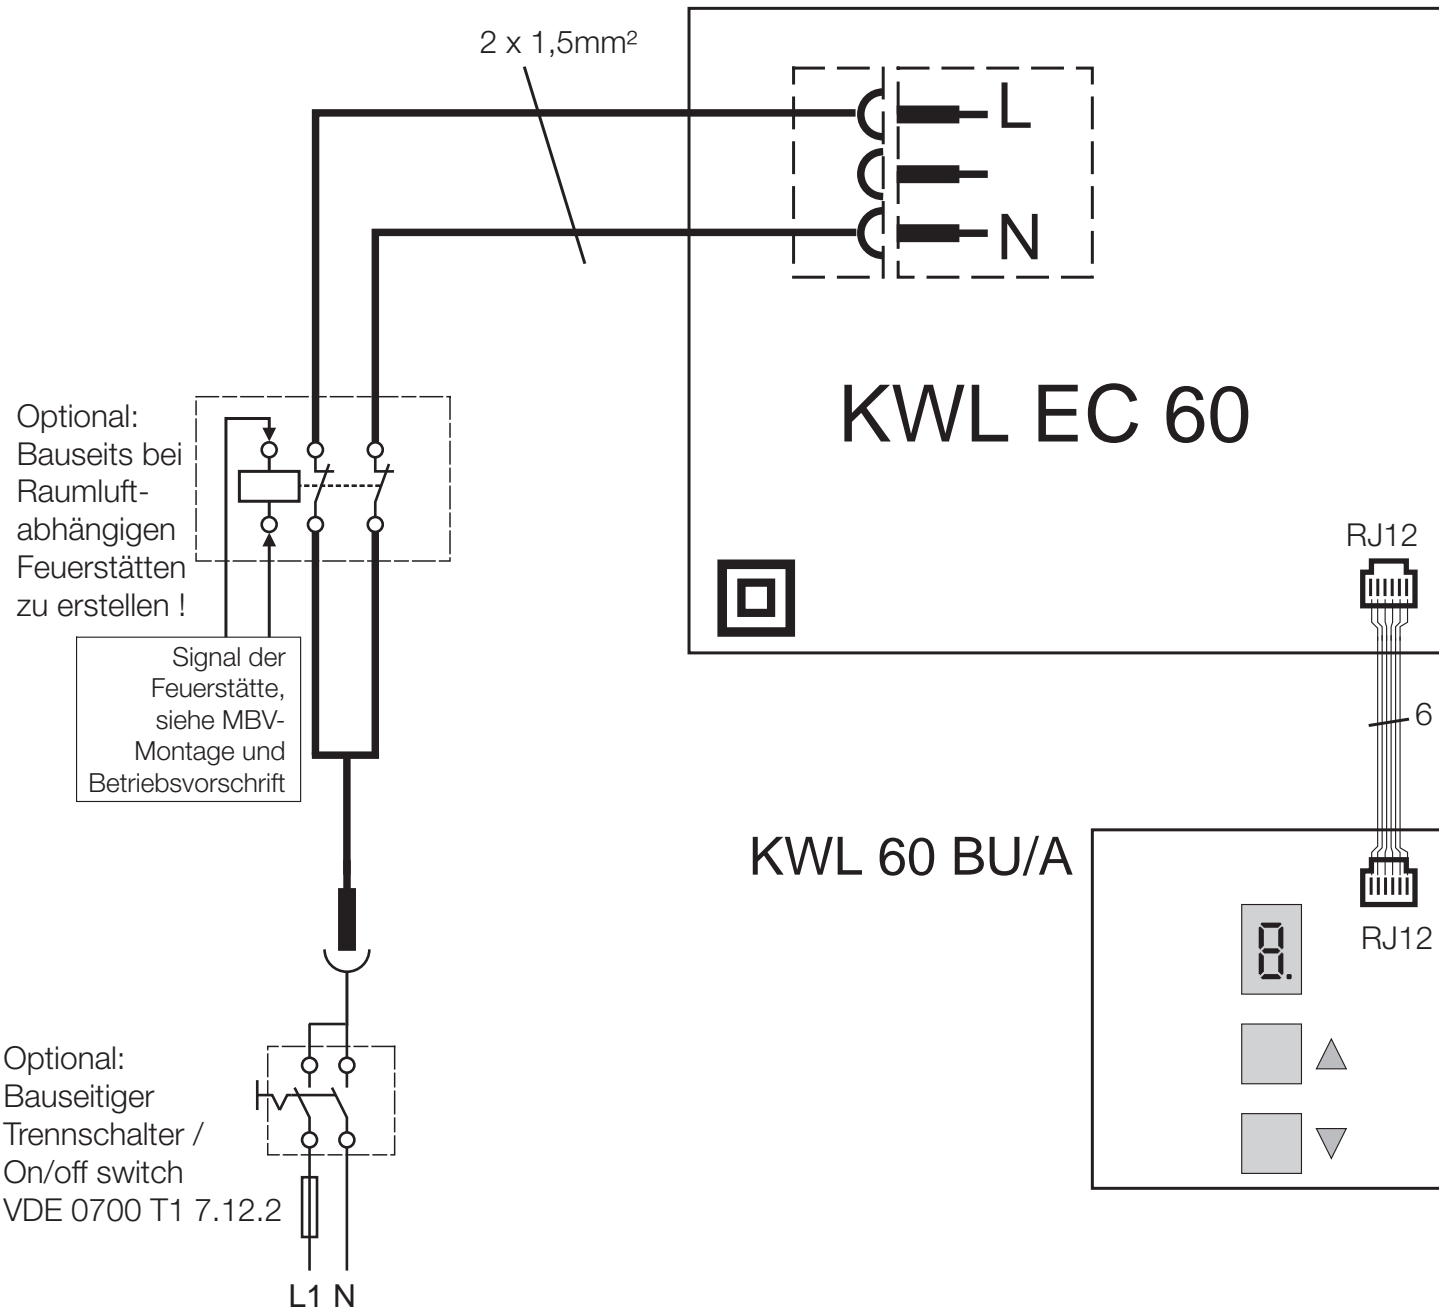 2 x 1,5mm²
L
N
KWL EC 60
Optional:
Bauseits bei
Raumluft-
abhängigen
Feuerstätten
zu erstellen !
RJ12
Signal der
Feuerstätte,
siehe MBV-
Montage und
Betriebsvorschrift
6
KWL 60 BU/A
RJ12
8.
Optional:
Bauseitiger
Trennschalter /
On/off switch
VDE 0700 T1 7.12.2
L1 N